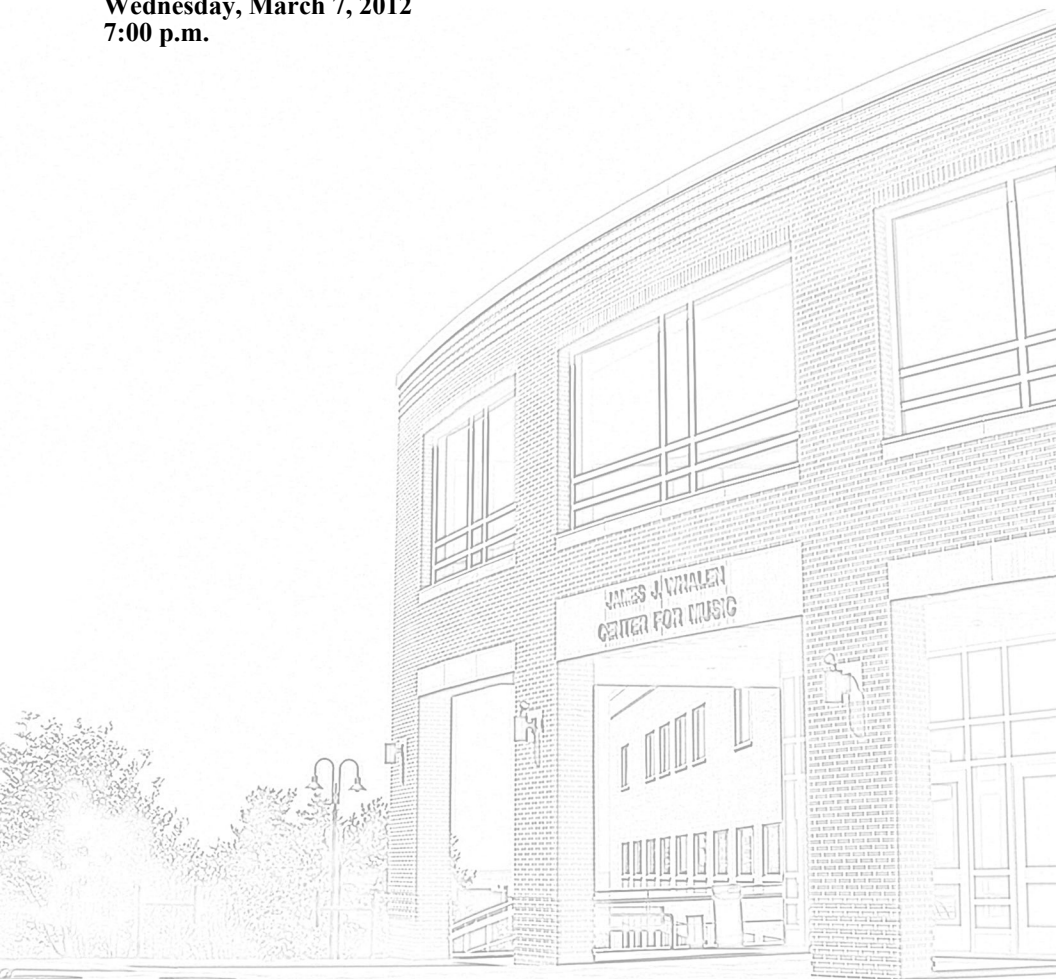 Wednesday, March 7, 2012
7:00 p.m.
JAMES J. WHALEN
CENTER FOR MUSIC